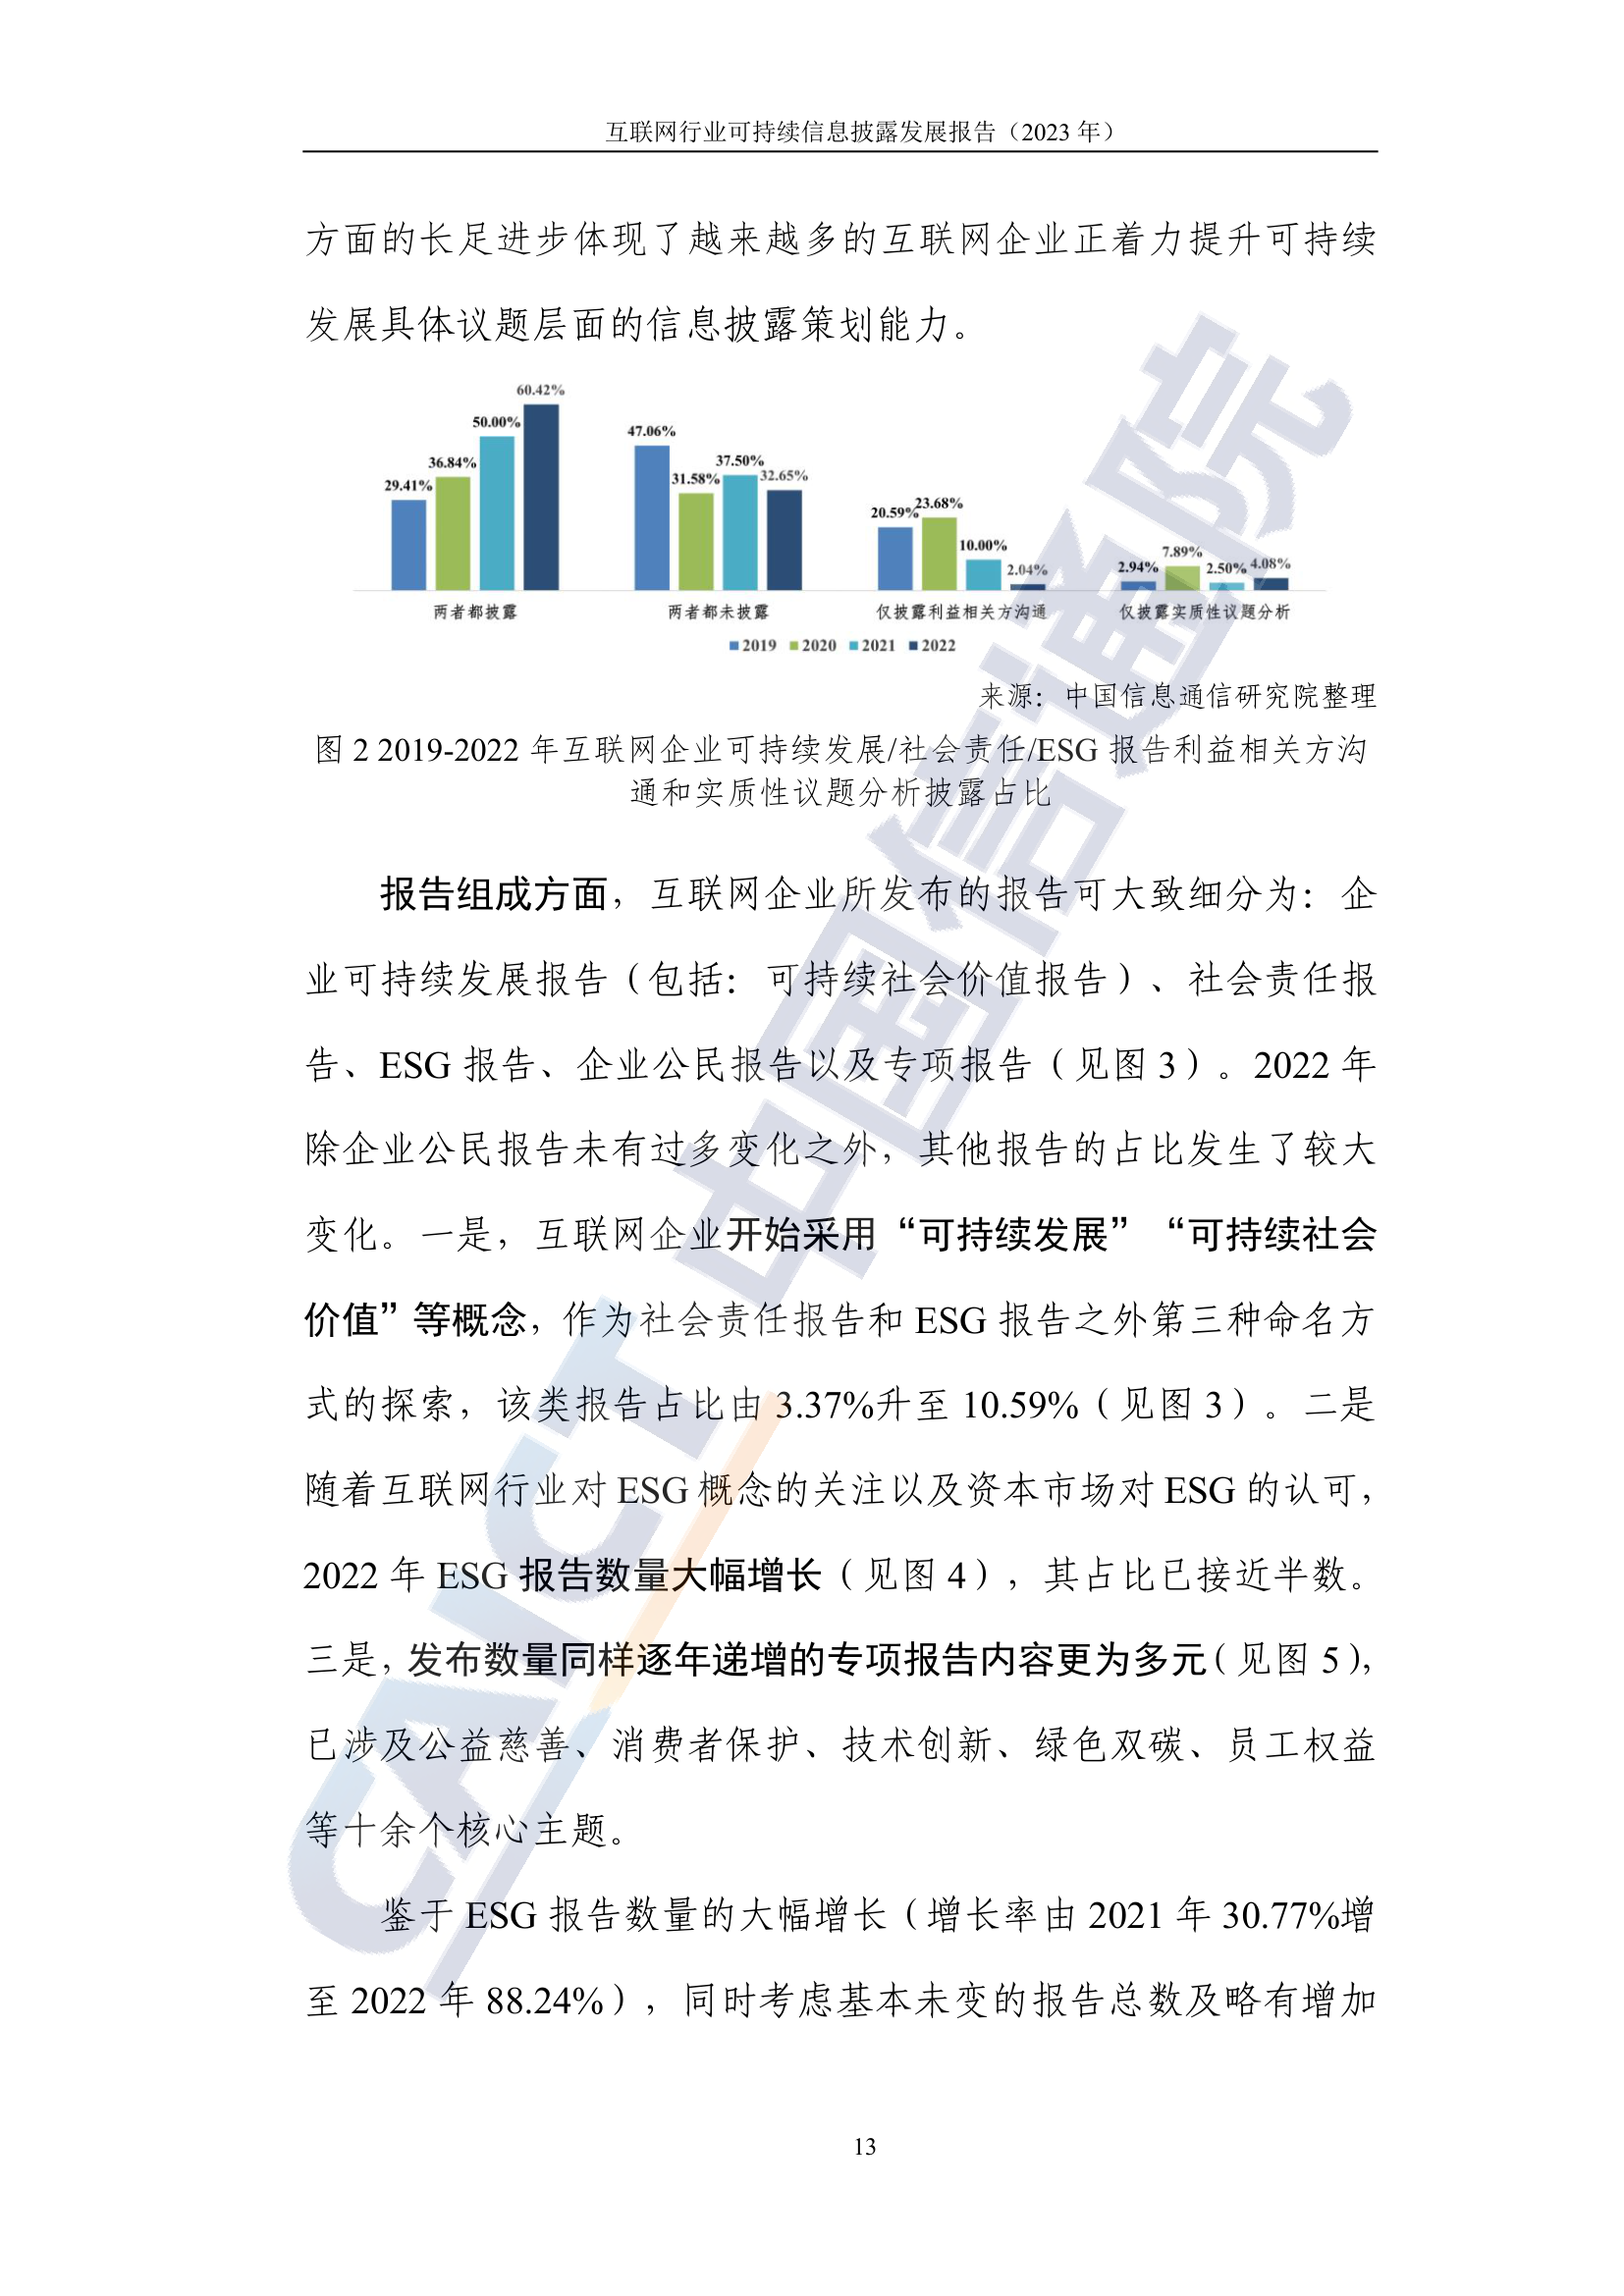 互联网行业可持续信息披露发展报告（2023 年）
方面的长足进步体现了越来越多的互联网企业正着力提升可持续
发展具体议题层面的信息披露策划能力。
29.41% 36.84% 50.00% 60.42% 47.06% 31.58% 37.50% 32.65% 20.59% 23.68% 10.00% 2.04% 2.94% 7.89% 2.50% 4.08%
两者都披露 两者都未披露 仅披露利益相关方沟通 仅披露实质性议题分析
2019 2020 2021 2022
来源：中国信息通信研究院整理
图 2 2019-2022 年互联网企业可持续发展/社会责任/ESG 报告利益相关方沟
通和实质性议题分析披露占比
报告组成方面，互联网企业所发布的报告可大致细分为：企
业可持续发展报告（包括：可持续社会价值报告）、社会责任报
告、ESG 报告、企业公民报告以及专项报告（见图 3）。2022 年
除企业公民报告未有过多变化之外，其他报告的占比发生了较大
变化。一是，互联网企业开始采用“可持续发展”“可持续社会
价值”等概念，作为社会责任报告和 ESG 报告之外第三种命名方
式的探索，该类报告占比由 3.37%升至 10.59%（见图 3）。二是
随着互联网行业对 ESG 概念的关注以及资本市场对 ESG 的认可，
2022 年 ESG 报告数量大幅增长（见图 4），其占比已接近半数。
三是，发布数量同样逐年递增的专项报告内容更为多元（见图 5），
已涉及公益慈善、消费者保护、技术创新、绿色双碳、员工权益
等十余个核心主题。
鉴于 ESG 报告数量的大幅增长（增长率由 2021 年 30.77%增
至 2022 年 88.24%），同时考虑基本未变的报告总数及略有增加
13
CAICT 中国信通院